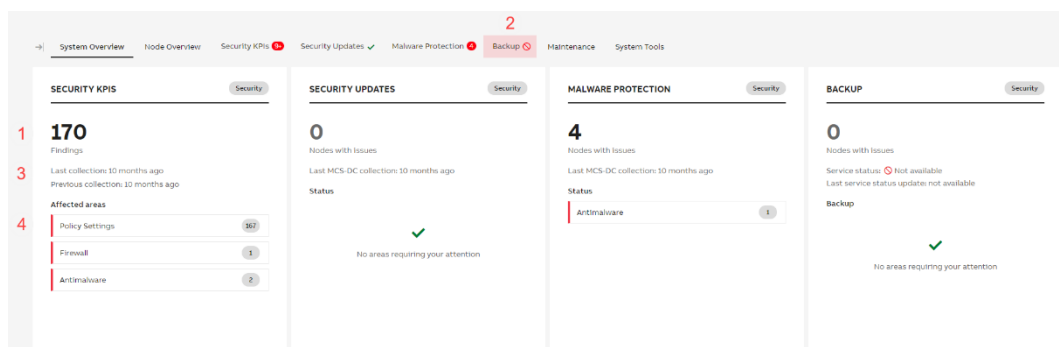 2
System Overview Node Overview Security KPIs 9+ Security Updates Malware Protection 4 Backup Maintenance System Tools
SECURITY KPIS Security
1
170
Findings
3
Last collection: 10 months ago
Previous collection: 10 months ago
Affected areas
4
Policy Settings 167
Firewall 1
Antimalware 2
SECURITY UPDATES Security
0
Nodes with issues
Last MCS-DC collection: 10 months ago
Status
No areas requiring your attention
MALWARE PROTECTION Security
4
Nodes with issues
Last MCS-DC collection: 10 months ago
Status
Antimalware 1
BACKUP Security
0
Nodes with issues
Service status: Not available
Last service status update: not available
Backup
No areas requiring your attention